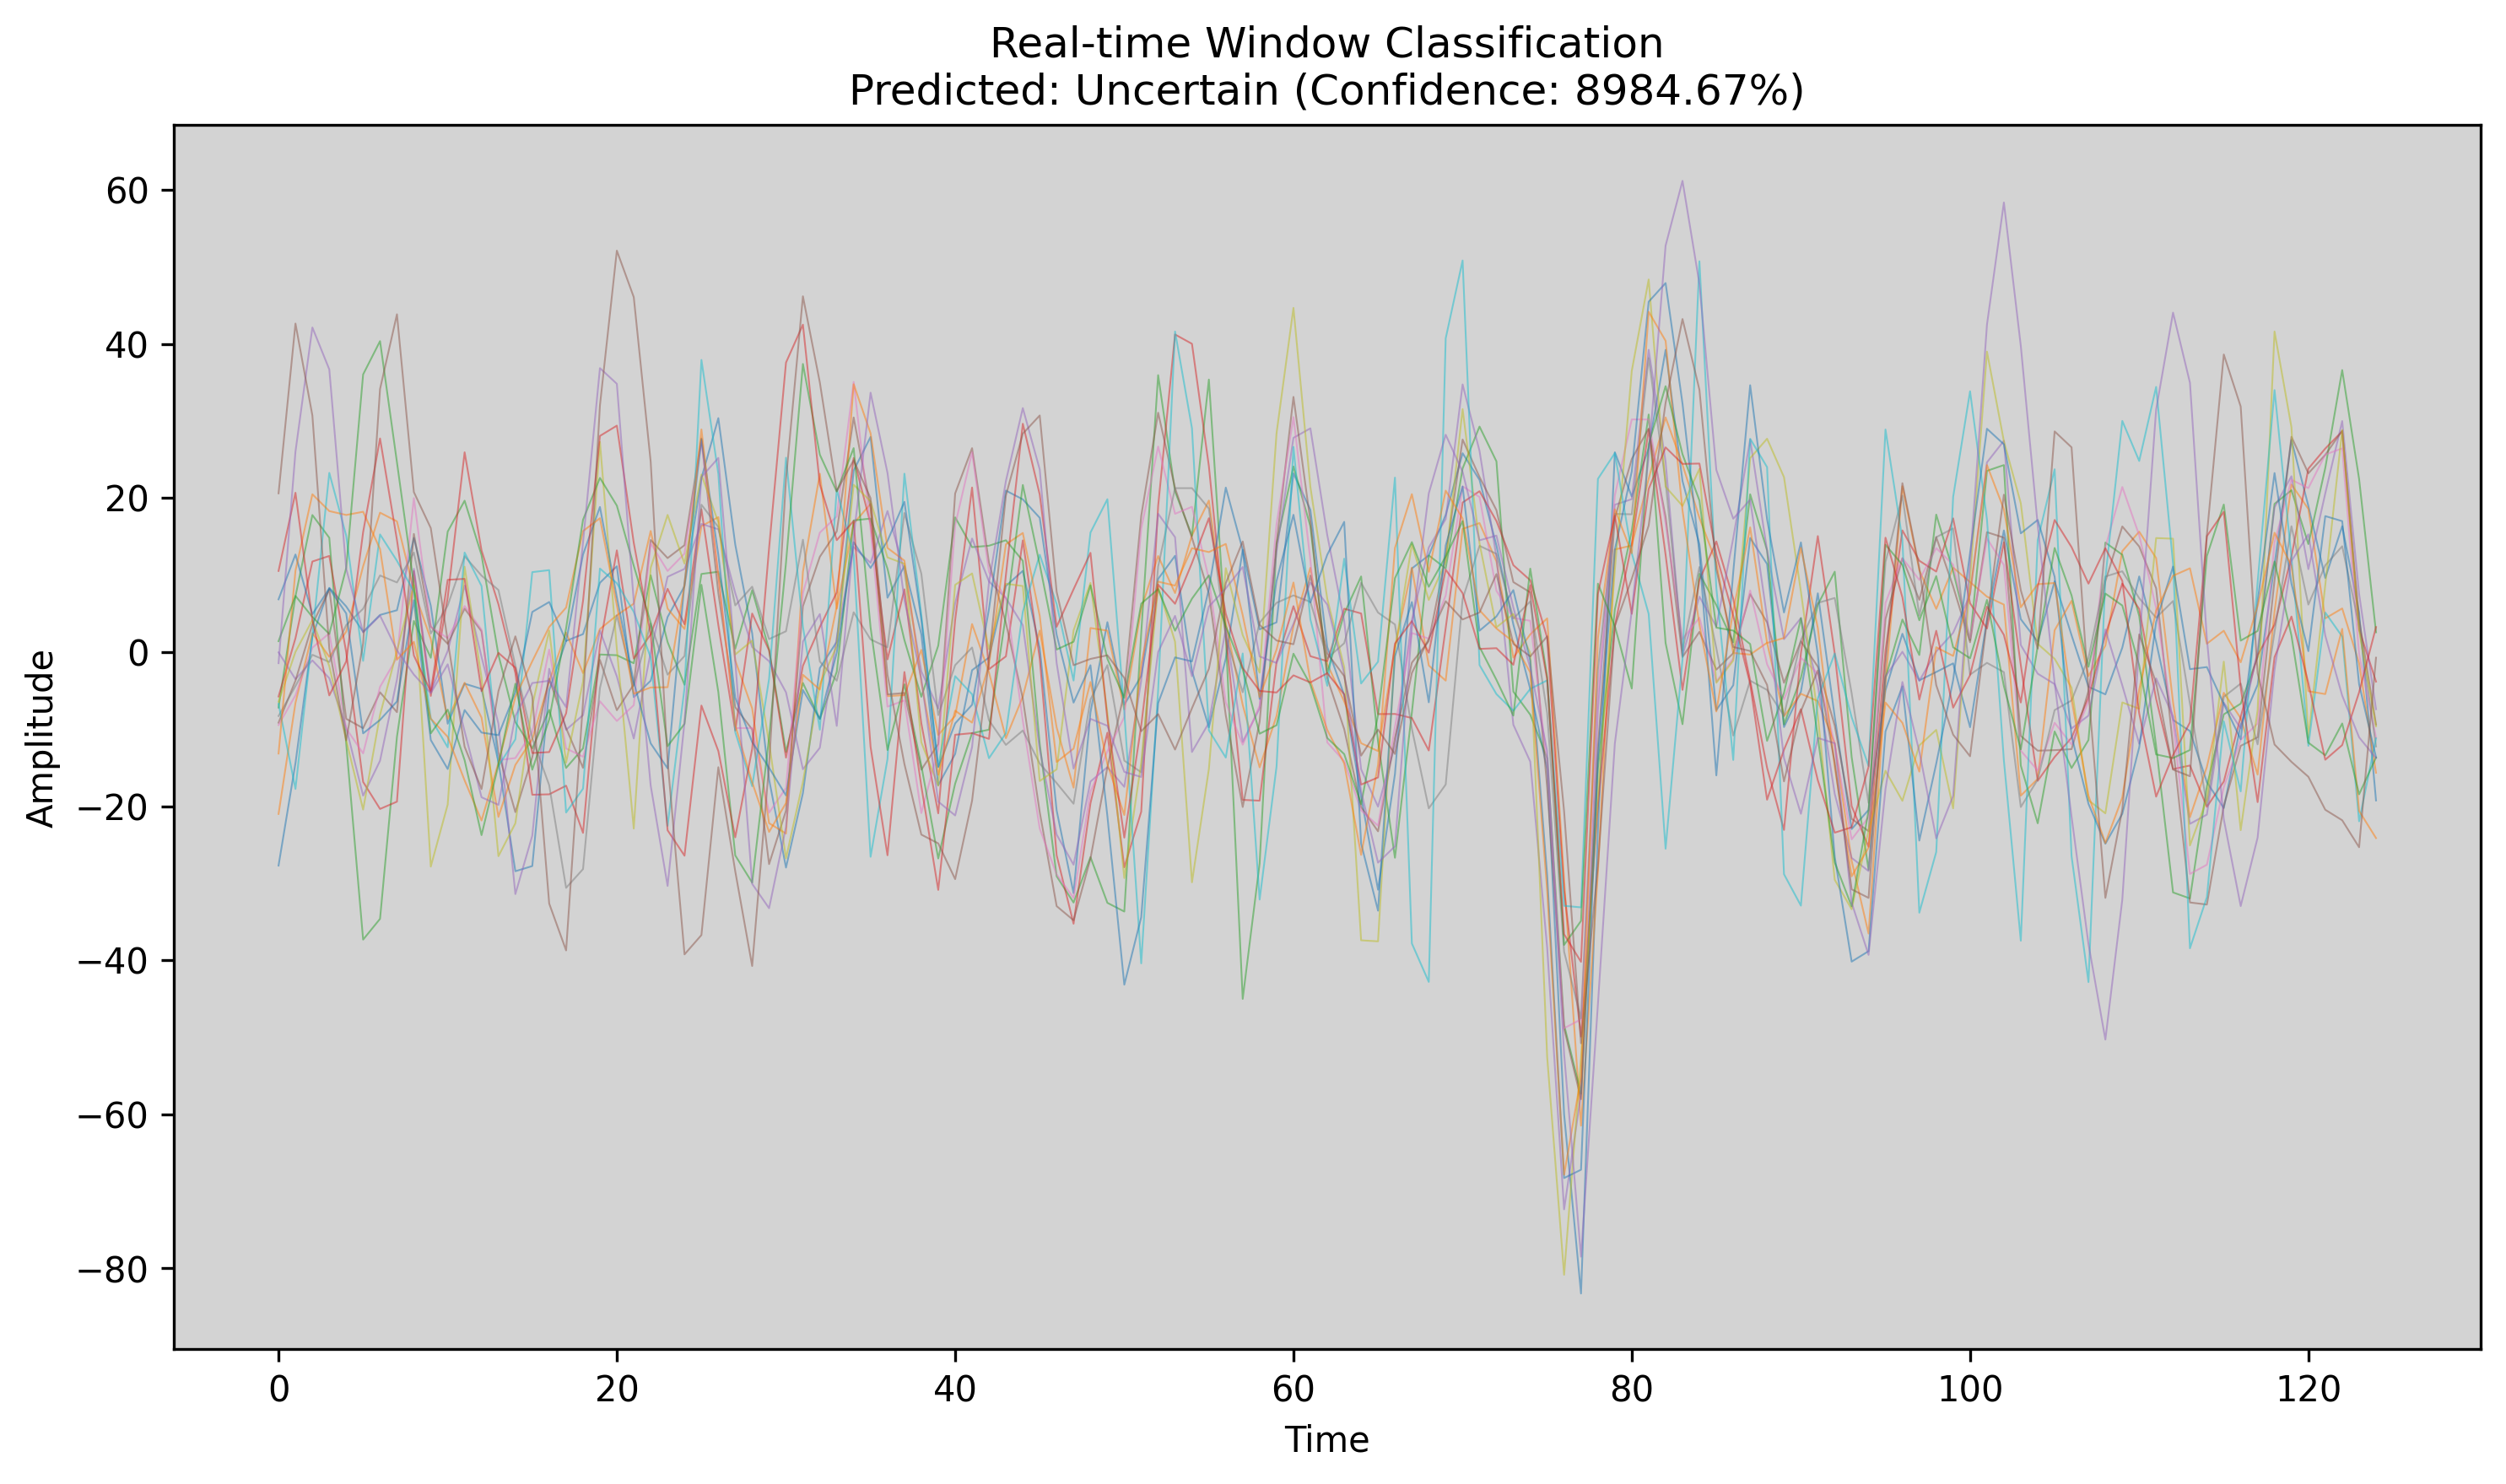 Real-time Window Classification
Predicted: Uncertain (Confidence: 8984.67%)
60
40
20
0
−20
−40
−60
−80
Amplitude
0 20 40 60 80 100 120
Time